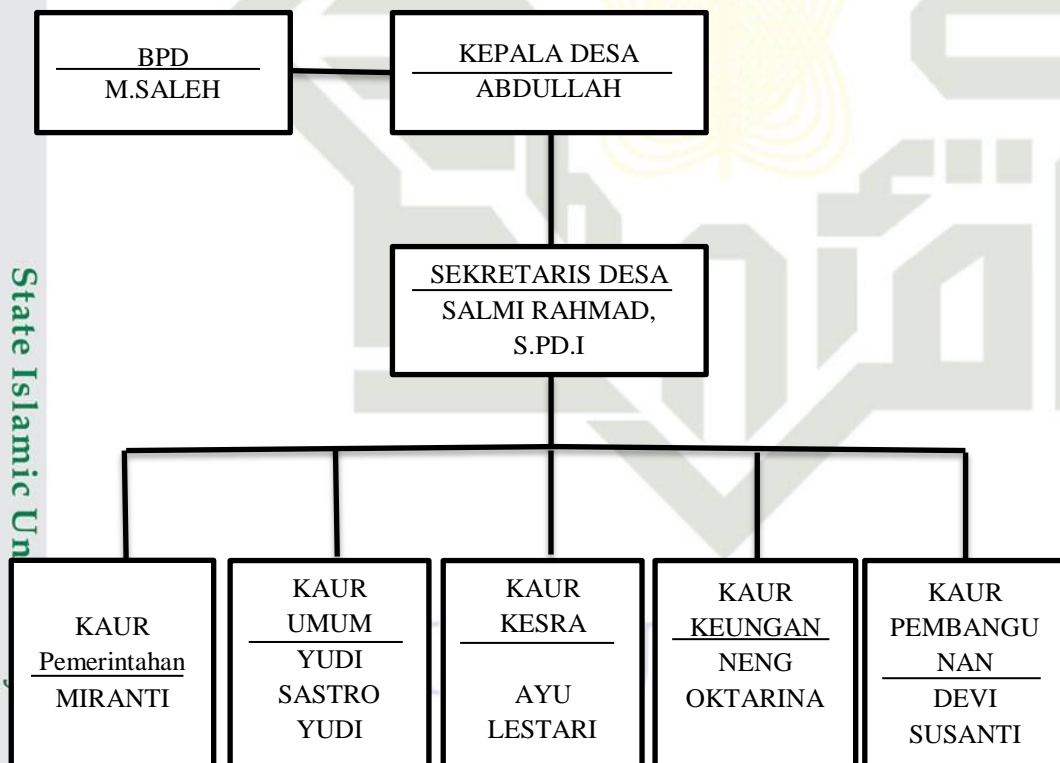 BPD
M.SALEH
KEPALA DESA
ABDULLAH
SEKRETARIS DESA
SALMI RAHMAD,
S.PD.I
KAUR
Pemerintahan
MIRANTI
KAUR
UMUM
YUDI
SASTRO
YUDI
KAUR
KESRA
AYU
LESTARI
KAUR
KEUNGAN
NENG
OKTARINA
KAUR
PEMBANGU
NAN
DEVI
SUSANTI
State Islamic Un